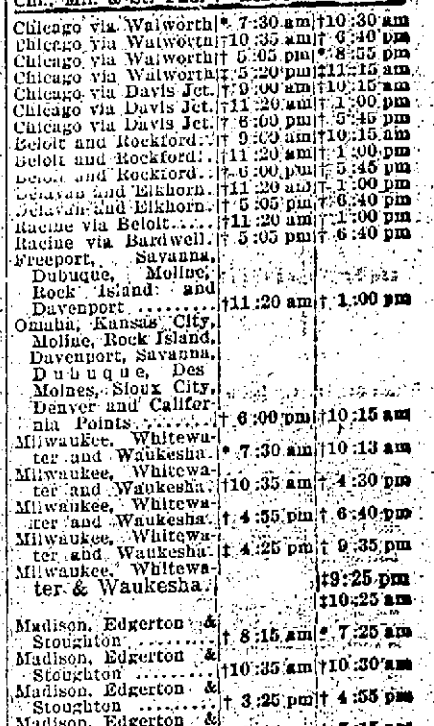 Chicago via Walworth * 7:30 am †10:30 am
Chicago via Walworth †10:35 am † 6:40 pm
Chicago via Walworth † 5:05 pm * 8:55 pm
Chicago via Walworth ‡ 5:20 pm ‡11:15 am
Chicago via Davis Jct. † 9:00 am †10:15 am
Chicago via Davis Jct. †11:20 am † 1:00 pm
Chicago via Davis Jct. † 6:00 pm † 5:45 pm
Beloit and Rockford. † 9:00 am †10:15 am
Beloit and Rockford. †11:20 am † 1:00 pm
Beloit and Rockford. † 6:00 pm † 5:45 pm
Delavan and Elkhorn. †11:20 am † 1:00 pm
Delavan and Elkhorn. † 5:05 pm † 6:40 pm
Racine via Beloit..... †11:20 am † 1:00 pm
Racine via Bardwell. † 5:05 pm † 6:40 pm
Freeport, Savanna,
Dubuque, Moline,
Rock Island and
Davenport ......... †11:20 am † 1:00 pm
Omaha, Kansas City,
Moline, Rock Island,
Davenport, Savanna,
Dubuque, Des
Moines, Sioux City,
Denver and Califor-
nia Points ........ † 6:00 pm †10:15 am
Milwaukee, Whitewa-
ter and Waukesha. * 7:30 am †10:13 am
Milwaukee, Whitewa-
ter and Waukesha. †10:35 am † 4:30 pm
Milwaukee, Whitewa-
ter and Waukesha. † 4:55 pm † 6:40 pm
Milwaukee, Whitewa-
ter and Waukesha. ‡ 4:25 pm † 9:35 pm
Milwaukee, Whitewa-
ter & Waukesha. ‡9:25 pm
‡10:25 am
Madison, Edgerton &
Stoughton ......... † 8:15 am * 7:25 am
Madison, Edgerton &
Stoughton ......... †10:35 am †10:30 am
Madison, Edgerton &
Stoughton ......... † 3:25 pm † 4:55 pm
Madison, Edgerton &